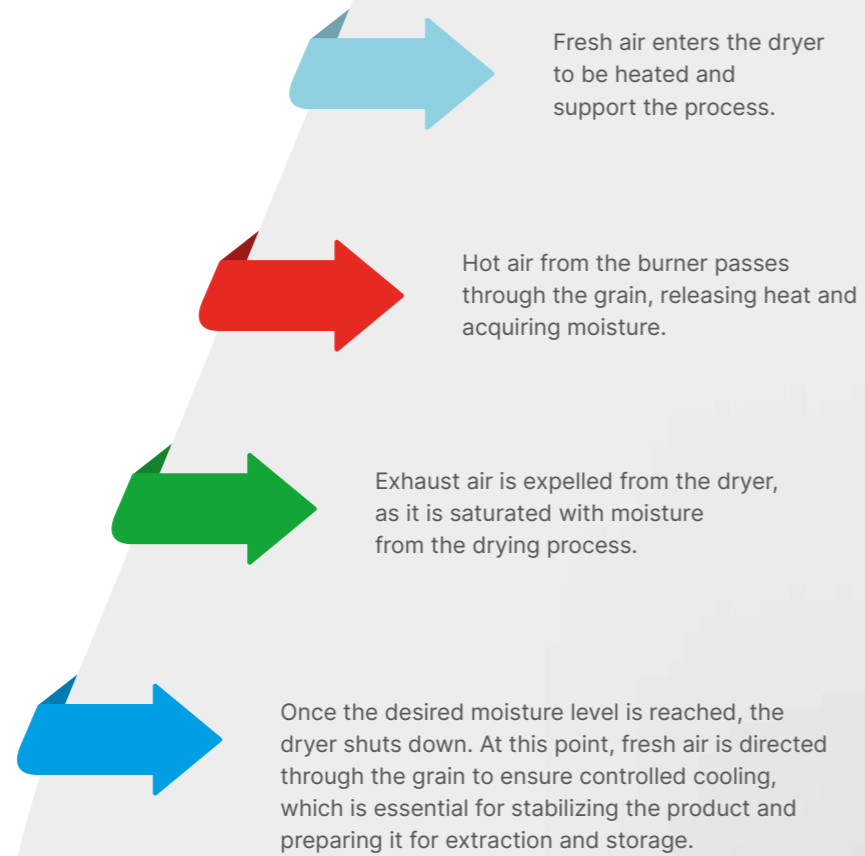 Fresh air enters the dryer
to be heated and
support the process.
Hot air from the burner passes
through the grain, releasing heat and
acquiring moisture.
Exhaust air is expelled from the dryer,
as it is saturated with moisture
from the drying process.
Once the desired moisture level is reached, the
dryer shuts down. At this point, fresh air is directed
through the grain to ensure controlled cooling,
which is essential for stabilizing the product and
preparing it for extraction and storage.